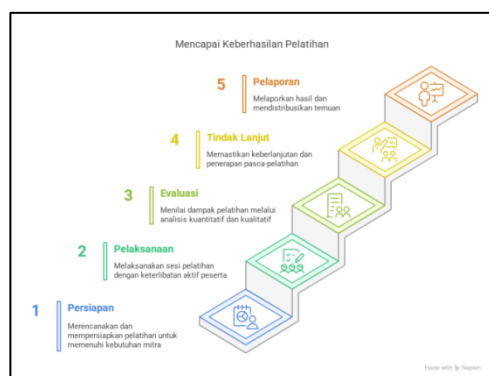 Mencapai Keberhasilan Pelatihan
5 Pelaporan
Melaporkan hasil dan
mendistribusikan temuan
4 Tindak Lanjut
Memastikan keberlanjutan dan
penerapan pasca-pelatihan
3 Evaluasi
Menilai dampak pelatihan melalui
analisis kuantitatif dan kualitatif
2 Pelaksanaan
Melaksanakan sesi pelatihan
dengan keterlibatan aktif peserta
1 Persiapan
Merencanakan dan
mempersiapkan pelatihan untuk
memenuhi kebutuhan mitra
Made with Napkin